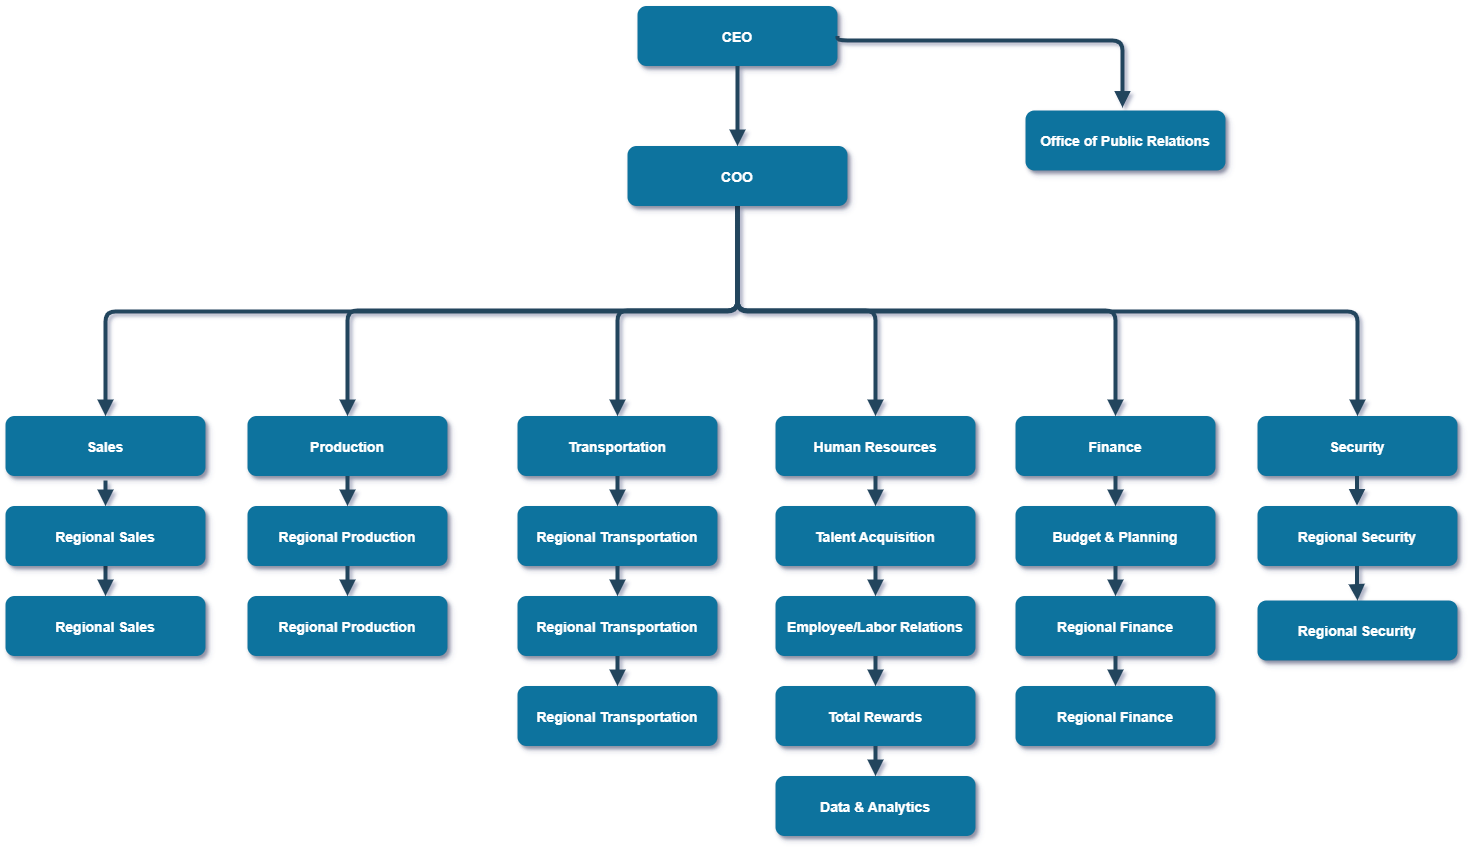 CEO
Office of Public Relations
COO
Sales
Production
Transportation
Human Resources
Finance
Security
Regional Sales
Regional Production
Regional Transportation
Talent Acquisition
Budget & Planning
Regional Security
Regional Sales
Regional Production
Regional Transportation
Employee/Labor Relations
Regional Finance
Regional Security
Regional Transportation
Total Rewards
Regional Finance
Data & Analytics